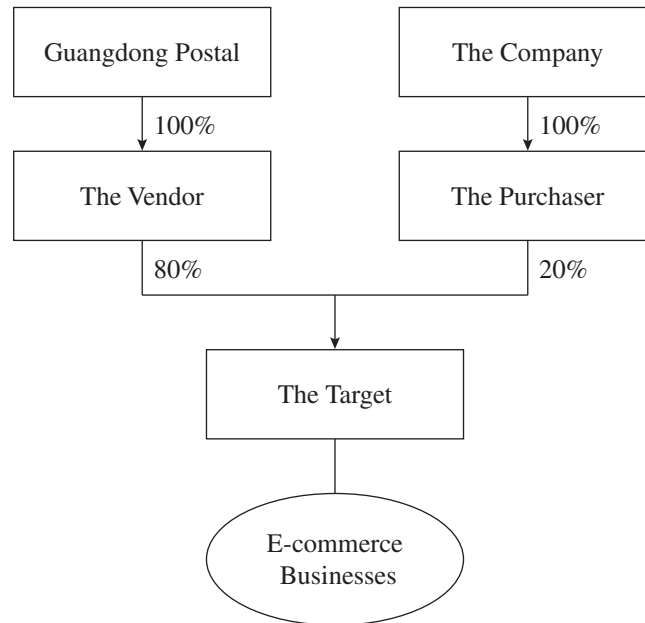 Guangdong Postal
The Company
100%
100%
The Vendor
The Purchaser
80%
20%
The Target
E-commerce
Businesses